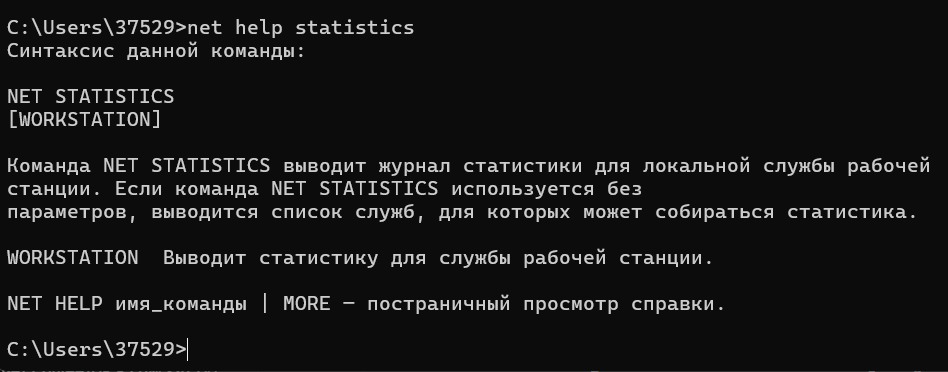 C:\Users\37529>net help statistics
Синтаксис данной команды:
NET STATISTICS
[WORKSTATION]
Команда NET STATISTICS выводит журнал статистики для локальной службы рабочей
станции. Если команда NET STATISTICS используется без
параметров, выводится список служб, для которых может собираться статистика.
WORKSTATION  Выводит статистику для службы рабочей станции.
NET HELP имя_команды | MORE — постраничный просмотр справки.
C:\Users\37529>